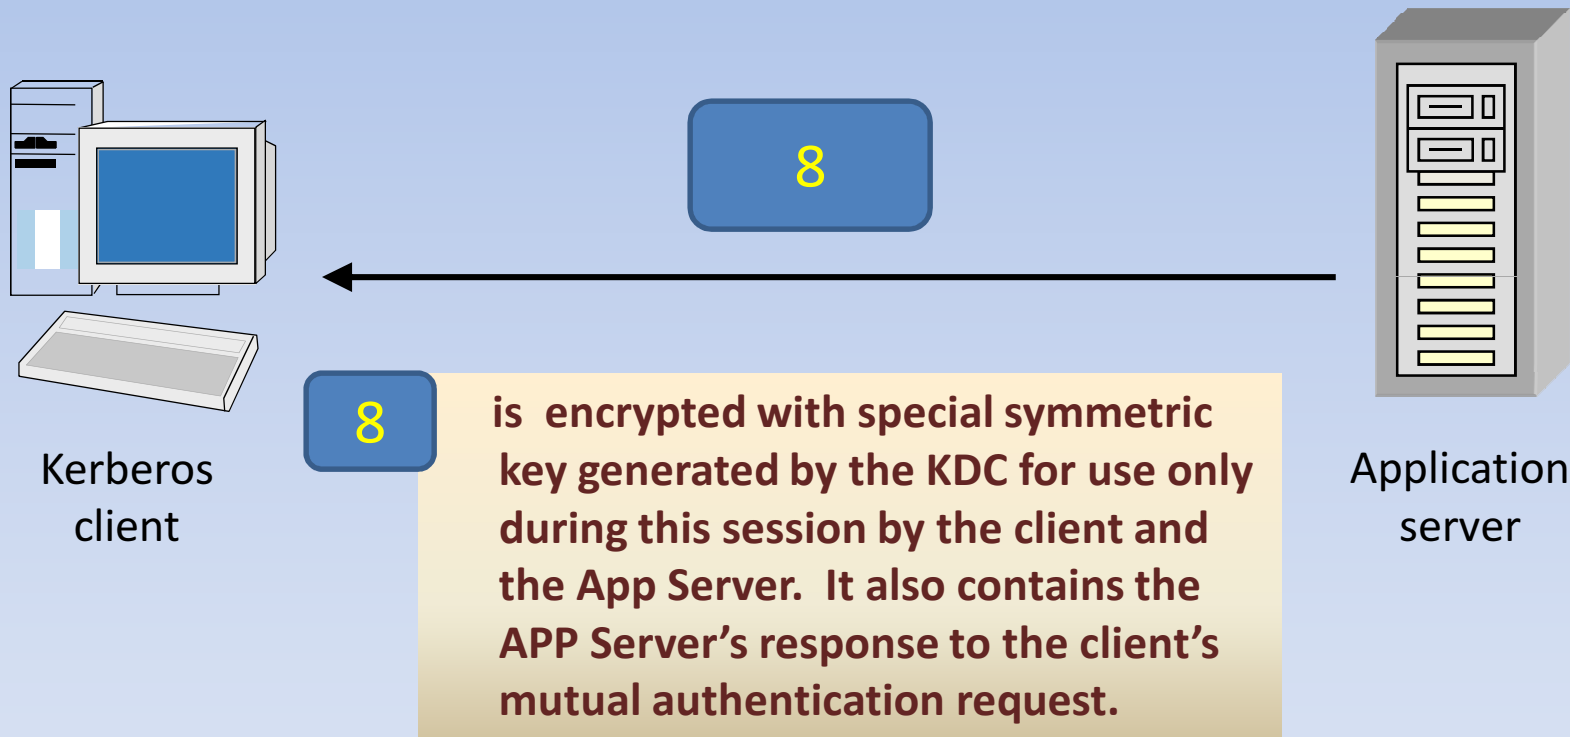 8
8
is  encrypted with special symmetric
key generated by the KDC for use only
during this session by the client and
the App Server.  It also contains the
APP Server’s response to the client’s
mutual authentication request.
Kerberos
client
Application
server